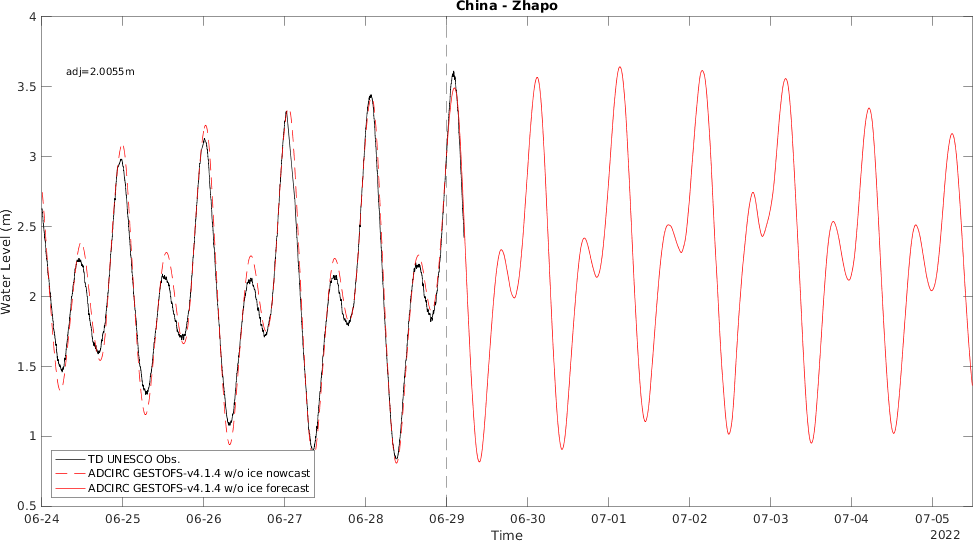 China - Zhapo
adj=2.0055m
4
3.5
3
2.5
2
1.5
1
0.5
Water Level (m)
TD UNESCO Obs.
ADCIRC GESTOFS-v4.1.4 w/o ice nowcast
ADCIRC GESTOFS-v4.1.4 w/o ice forecast
06-24 06-25 06-26 06-27 06-28 06-29 06-30 07-01 07-02 07-03 07-04 07-05
Time
2022